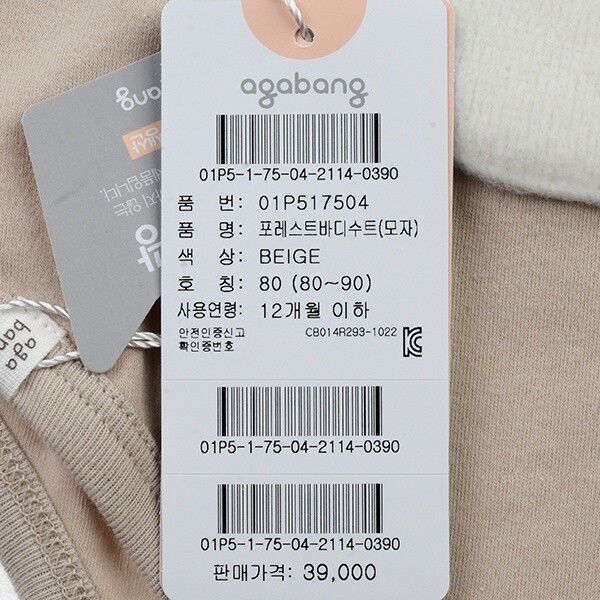 agabang
01P5-1-75-04-2114-0390
품 번: 01P517504
품 명: 포레스트바디수트(모자)
색 상: BEIGE
호 칭: 80 (80~90)
사용연령: 12개월 이하
안전인증신고 CB014R293-1022
확인증번호
01P5-1-75-04-2114-0390
01P5-1-75-04-2114-0390
판매가격: 39,000
aga
ban